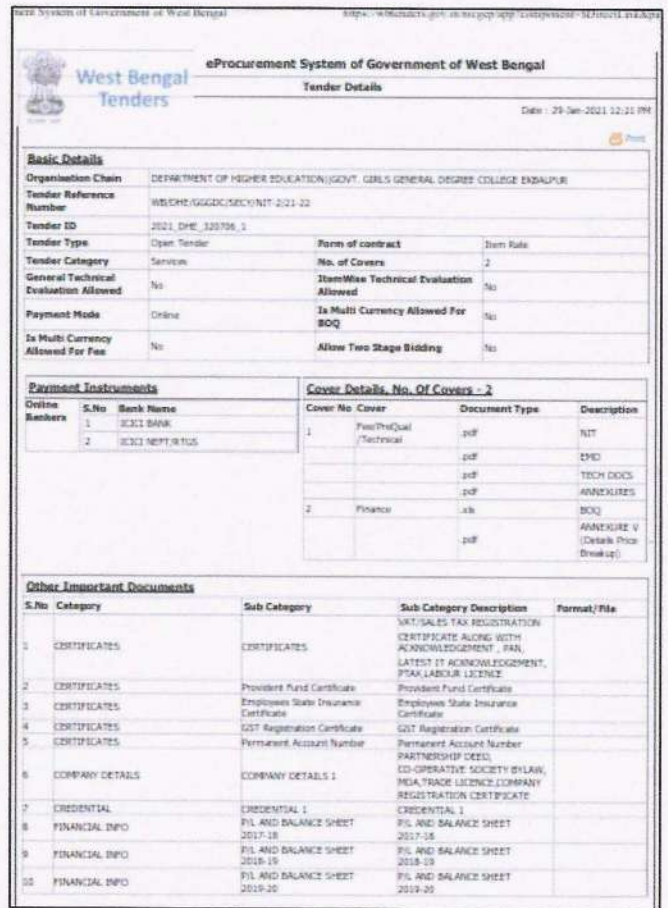 ment System of Government of West Bengal
eProcurement System of Government of West Bengal
West Bengal
Tenders
Tender Details
Date : 29-Jan-2021 12:21 PM
Print
Basic Details
Organisation Chain DEPARTMENT OF HIGHER EDUCATION||GOVT. GIRLS GENERAL DEGREE COLLEGE EKBALPUR
Tender Reference Number WB/DHE/GGGDC/SECY/NIT-2/21-22
Tender ID 2021_DHE_320706_1
Tender Type Open Tender Form of contract Item Rate
Tender Category Services No. of Covers 2
General Technical Evaluation Allowed No ItemWise Technical Evaluation Allowed No
Payment Mode Online Is Multi Currency Allowed For BOQ No
Is Multi Currency Allowed For Fee No Allow Two Stage Bidding No
Payment Instruments
Online Bankers S.No Bank Name
1 ICICI BANK
2 ICICI NEFT/RTGS
Cover Details, No. Of Covers - 2
Cover No Cover Document Type Description
1 Fee/PreQual/Technical .pdf NIT
.pdf EMD
.pdf TECH DOCS
.pdf ANNEXURES
2 Finance .xls BOQ
.pdf ANNEXURE V (Details Price Breakup)
Other Important Documents
S.No Category Sub Category Sub Category Description Format/File
1 CERTIFICATES CERTIFICATES VAT/SALES TAX REGISTRATION CERTIFICATE ALONG WITH ACKNOWLEDGEMENT , PAN, LATEST IT ACKNOWLEDGEMENT, PTAX,LABOUR LICENCE
2 CERTIFICATES Provident Fund Certificate Provident Fund Certificate
3 CERTIFICATES Employees State Insurance Certificate Employees State Insurance Certificate
4 CERTIFICATES GST Registration Certificate GST Registration Certificate
5 CERTIFICATES Permanent Account Number Permanent Account Number
6 COMPANY DETAILS COMPANY DETAILS 1 PARTNERSHIP DEED, CO-OPERATIVE SOCIETY BYLAW, MOA,TRADE LICENCE,COMPANY REGISTRATION CERTIFICATE
7 CREDENTIAL CREDENTIAL 1 CREDENTIAL 1
8 FINANCIAL INFO P/L AND BALANCE SHEET 2017-18 P/L AND BALANCE SHEET 2017-18
9 FINANCIAL INFO P/L AND BALANCE SHEET 2018-19 P/L AND BALANCE SHEET 2018-19
10 FINANCIAL INFO P/L AND BALANCE SHEET 2019-20 P/L AND BALANCE SHEET 2019-20